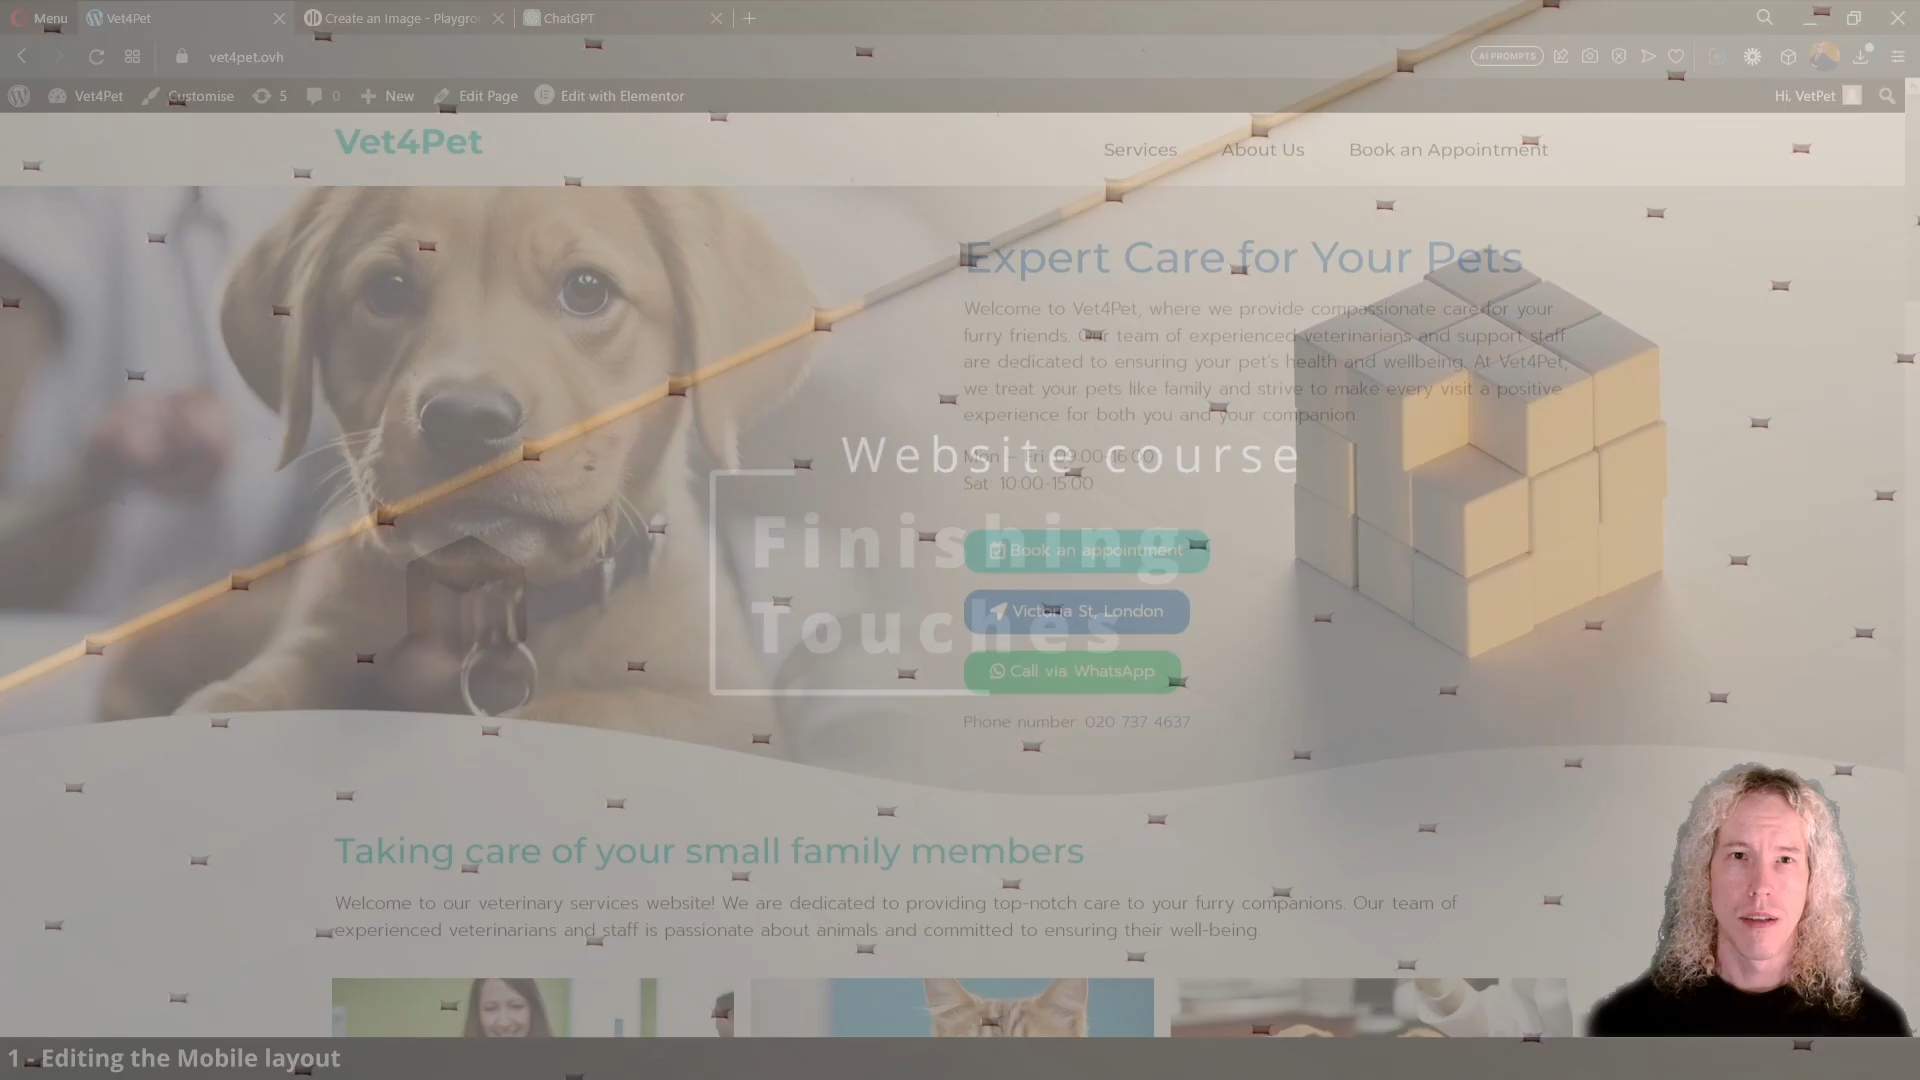 Menu
Vet4Pet
Create an Image - Playgrou
ChatGPT
vet4pet.ovh
AI PROMPTS
Vet4Pet
Customise
5
0
New
Edit Page
Edit with Elementor
Hi, VetPet
Vet4Pet
Services
About Us
Book an Appointment
Expert Care for Your Pets
Welcome to Vet4Pet, where we provide compassionate care for your
furry friends. Our team of experienced veterinarians and support staff
are dedicated to ensuring your pet's health and wellbeing. At Vet4Pet,
we treat your pets like family and strive to make every visit a positive
experience for both you and your companion.
Website course
Mon - Fri: 09:00-16:00
Sat: 10:00-15:00
Finishing
Touches
Book an appointment
Victoria St, London
Call via WhatsApp
Phone number: 020 737 4637
Taking care of your small family members
Welcome to our veterinary services website! We are dedicated to providing top-notch care to your furry companions. Our team of
experienced veterinarians and staff is passionate about animals and committed to ensuring their well-being.
1 - Editing the Mobile layout